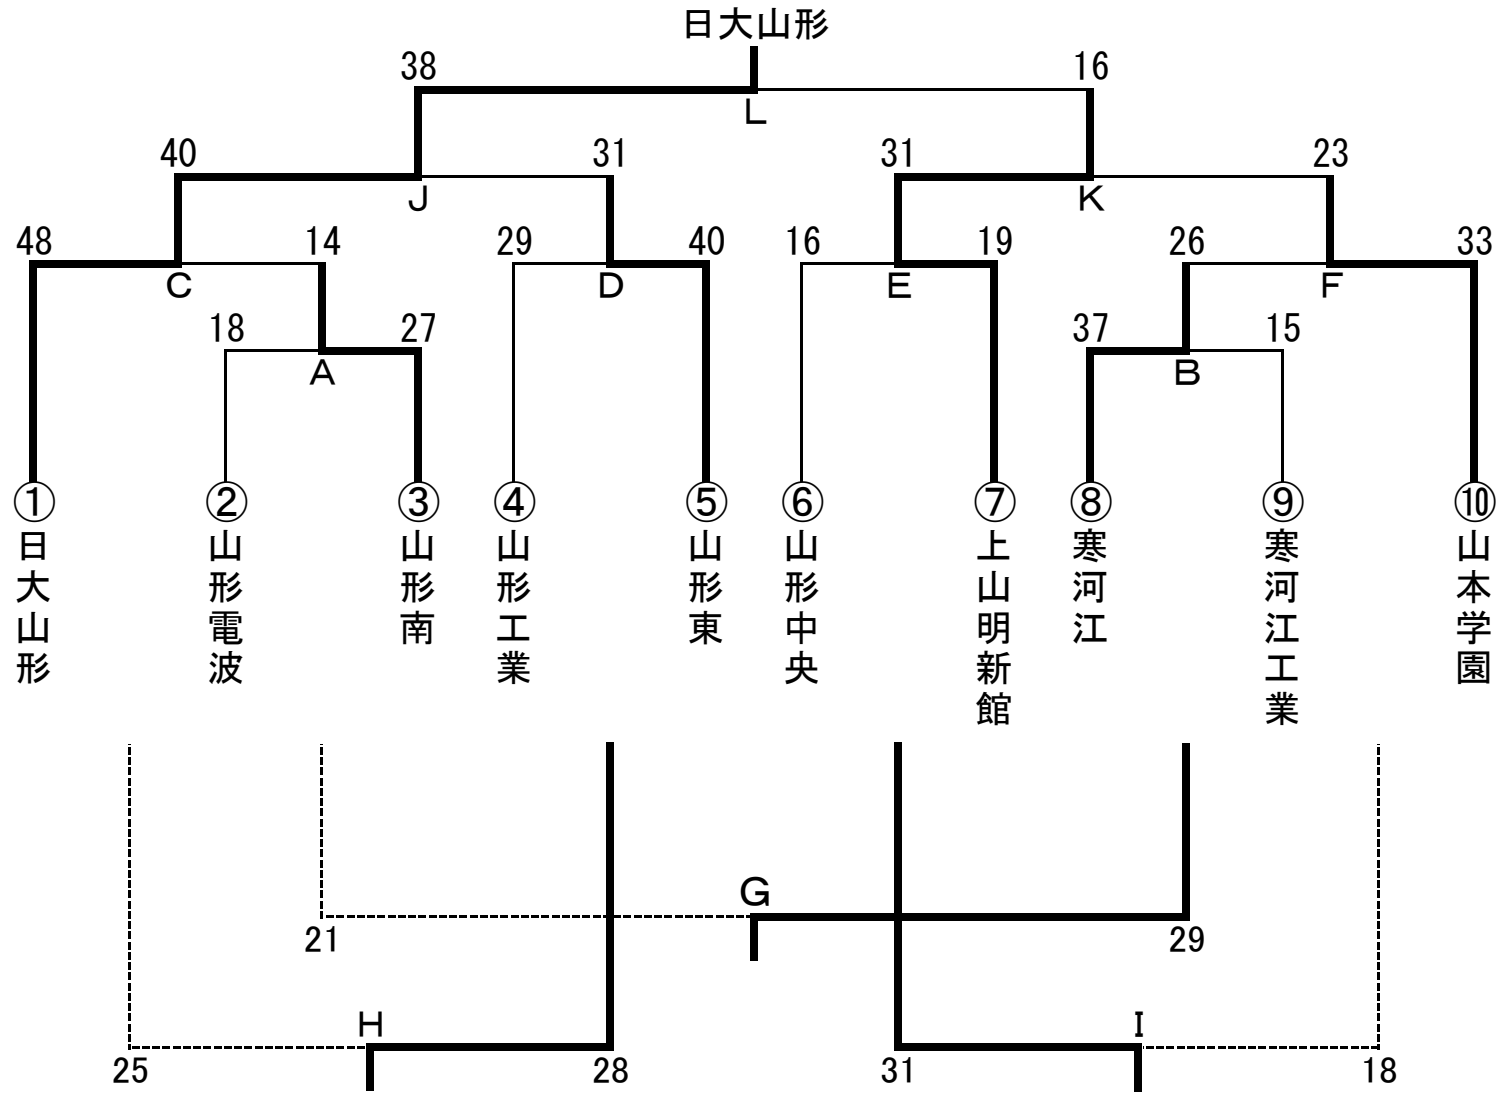 日大山形
38 16
L
40 31 31 23
J K
48 14 29 40 16 19 26 33
C D E F
18 27 37 15
A B
① ② ③ ④ ⑤ ⑥ ⑦ ⑧ ⑨ ⑩
日大山形
山形電波
山形南
山形工業
山形東
山形中央
上山明新館
寒河江
寒河江工業
山本学園
G
21 29
H I
25 28 31 18